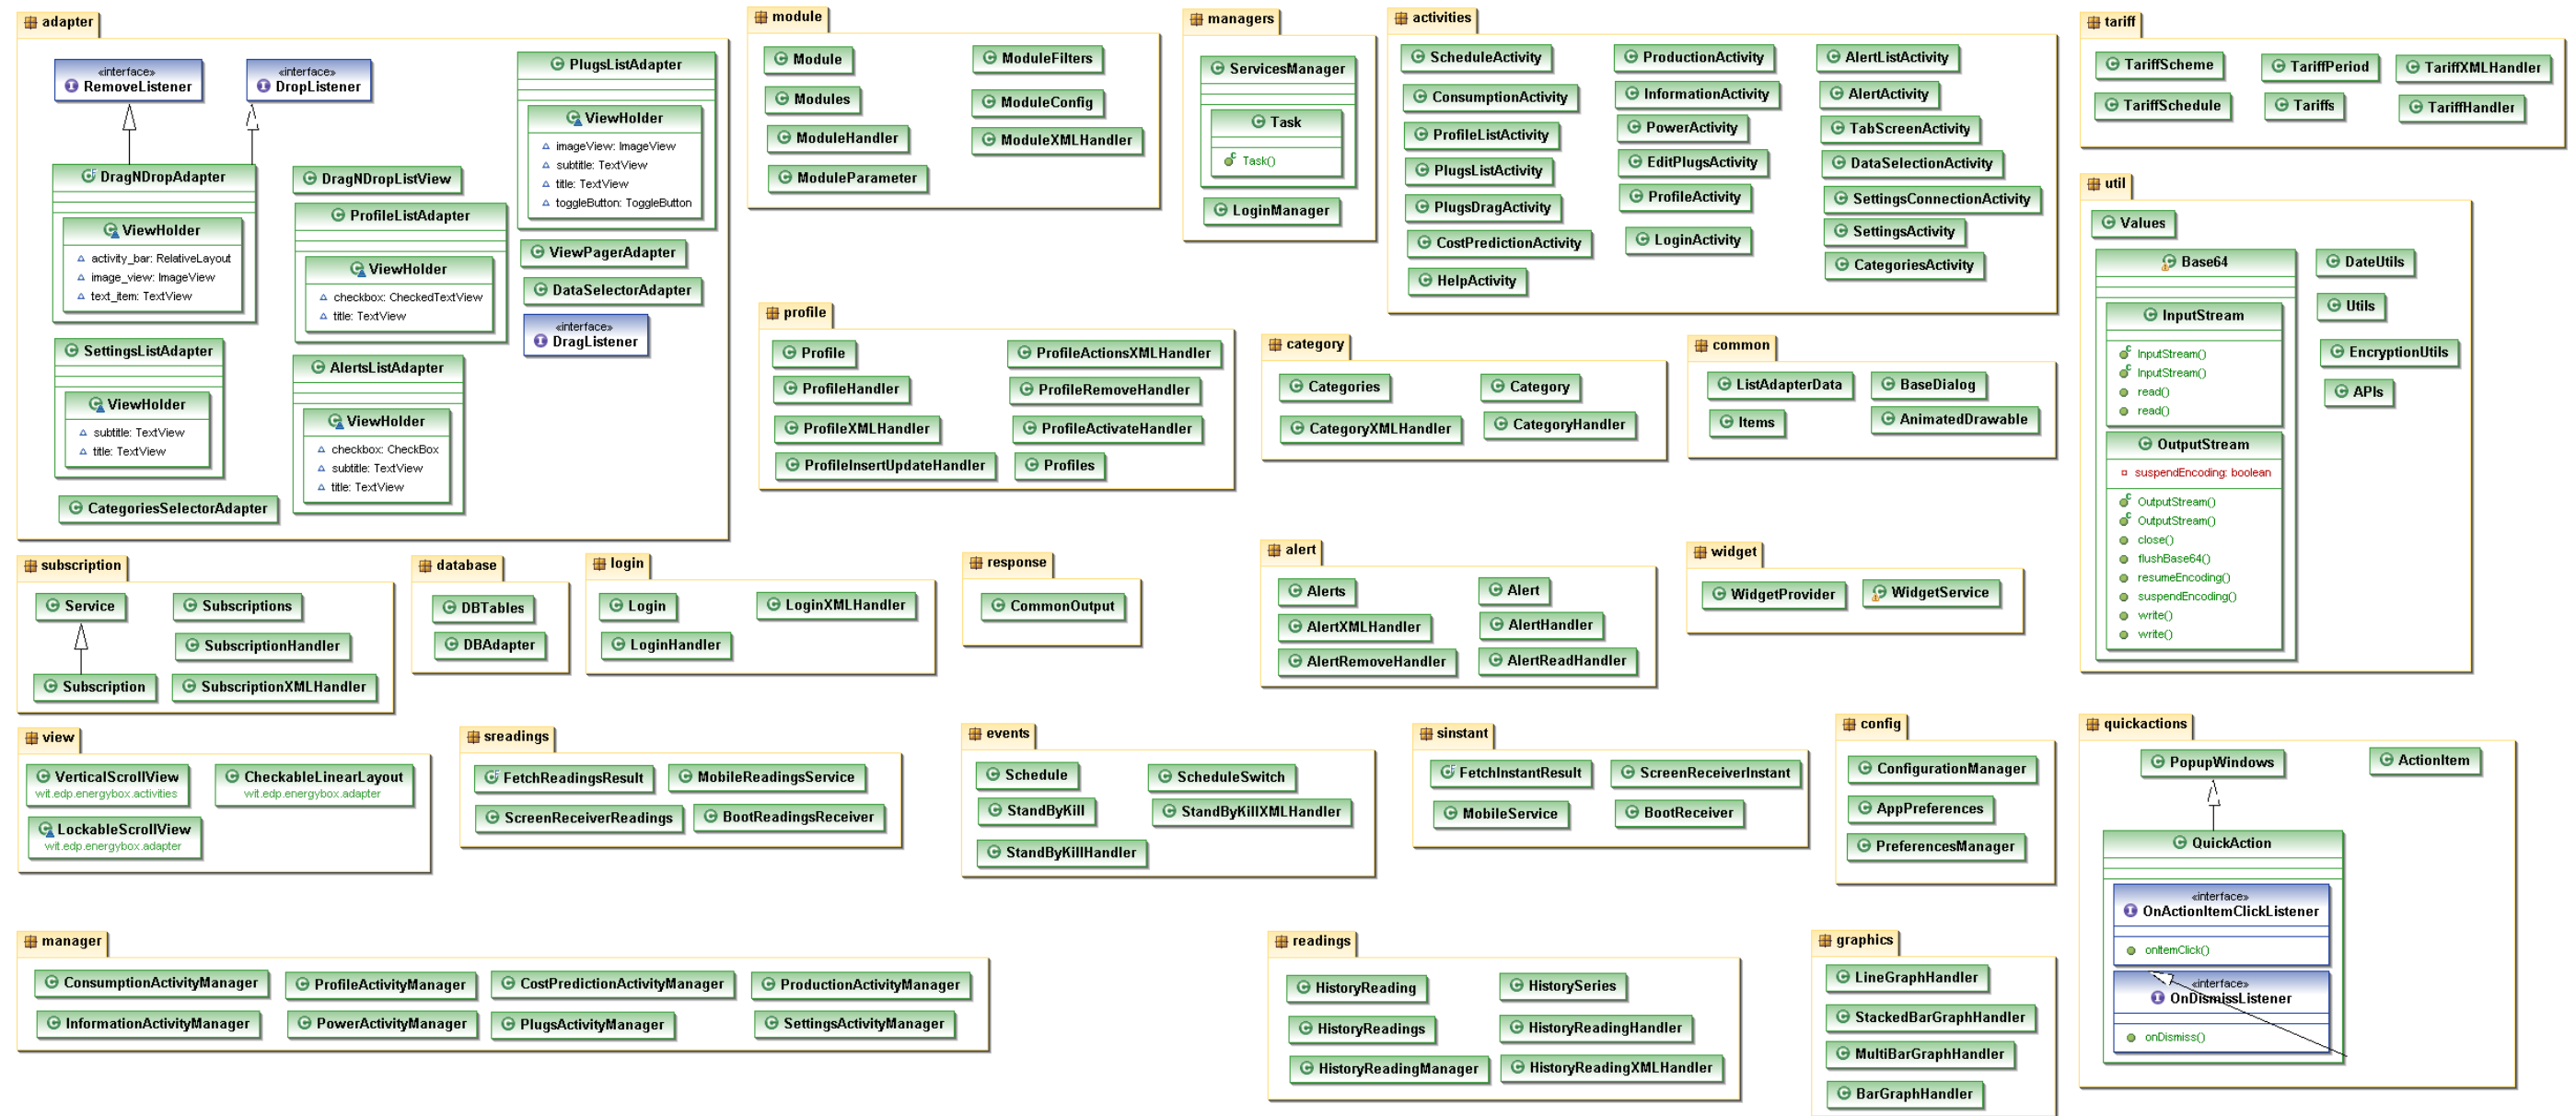 adapter
«interface»
RemoveListener
«interface»
DropListener
DragNDropAdapter
ViewHolder
activity_bar: RelativeLayout
image_view: ImageView
text_item: TextView
DragNDropListView
ProfileListAdapter
ViewHolder
checkbox: CheckedTextView
title: TextView
PlugsListAdapter
ViewHolder
imageView: ImageView
subtitle: TextView
title: TextView
toggleButton: ToggleButton
ViewPagerAdapter
DataSelectorAdapter
«interface»
DragListener
SettingsListAdapter
ViewHolder
subtitle: TextView
title: TextView
AlertsListAdapter
ViewHolder
checkbox: CheckBox
subtitle: TextView
title: TextView
CategoriesSelectorAdapter
module
Module
Modules
ModuleHandler
ModuleParameter
ModuleFilters
ModuleConfig
ModuleXMLHandler
managers
ServicesManager
Task
Task()
LoginManager
activities
ScheduleActivity
ConsumptionActivity
ProfileListActivity
PlugsListActivity
PlugsDragActivity
CostPredictionActivity
HelpActivity
ProductionActivity
InformationActivity
PowerActivity
EditPlugsActivity
ProfileActivity
LoginActivity
AlertListActivity
AlertActivity
TabScreenActivity
DataSelectionActivity
SettingsConnectionActivity
SettingsActivity
CategoriesActivity
tariff
TariffScheme
TariffPeriod
TariffXMLHandler
TariffSchedule
Tariffs
TariffHandler
util
Values
Base64
InputStream
InputStream()
InputStream()
read()
read()
OutputStream
suspendEncoding: boolean
OutputStream()
OutputStream()
close()
flushBase64()
resumeEncoding()
suspendEncoding()
write()
write()
DateUtils
Utils
EncryptionUtils
APIs
profile
Profile
ProfileHandler
ProfileXMLHandler
ProfileInsertUpdateHandler
ProfileActionsXMLHandler
ProfileRemoveHandler
ProfileActivateHandler
Profiles
category
Categories
Category
CategoryXMLHandler
CategoryHandler
common
ListAdapterData
BaseDialog
Items
AnimatedDrawable
subscription
Service
Subscriptions
SubscriptionHandler
Subscription
SubscriptionXMLHandler
database
DBTables
DBAdapter
login
Login
LoginXMLHandler
LoginHandler
response
CommonOutput
alert
Alerts
Alert
AlertXMLHandler
AlertHandler
AlertRemoveHandler
AlertReadHandler
widget
WidgetProvider
WidgetService
view
VerticalScrollView
wit.edp.energybox.activities
CheckableLinearLayout
wit.edp.energybox.adapter
LockableScrollView
wit.edp.energybox.adapter
sreadings
FetchReadingsResult
MobileReadingsService
ScreenReceiverReadings
BootReadingsReceiver
events
Schedule
ScheduleSwitch
StandByKill
StandByKillXMLHandler
StandByKillHandler
sinstant
FetchInstantResult
ScreenReceiverInstant
MobileService
BootReceiver
config
ConfigurationManager
AppPreferences
PreferencesManager
quickactions
PopupWindows
ActionItem
QuickAction
«interface»
OnActionItemClickListener
onItemClick()
«interface»
OnDismissListener
onDismiss()
manager
ConsumptionActivityManager
ProfileActivityManager
CostPredictionActivityManager
ProductionActivityManager
InformationActivityManager
PowerActivityManager
PlugsActivityManager
SettingsActivityManager
readings
HistoryReading
HistorySeries
HistoryReadings
HistoryReadingHandler
HistoryReadingManager
HistoryReadingXMLHandler
graphics
LineGraphHandler
StackedBarGraphHandler
MultiBarGraphHandler
BarGraphHandler